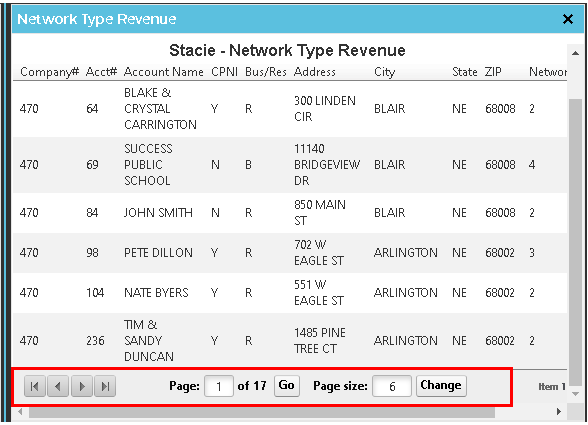 Network Type Revenue
Stacie - Network Type Revenue
Company# Acct# Account Name CPNI Bus/Res Address City State ZIP Networ
470 64 BLAKE & CRYSTAL CARRINGTON Y R 300 LINDEN CIR BLAIR NE 68008 2
470 69 SUCCESS PUBLIC SCHOOL N B 11140 BRIDGEVIEW DR BLAIR NE 68008 4
470 84 JOHN SMITH N R 850 MAIN ST BLAIR NE 68008 2
470 98 PETE DILLON Y R 702 W EAGLE ST ARLINGTON NE 68002 3
470 104 NATE BYERS Y R 551 W EAGLE ST ARLINGTON NE 68002 2
470 236 TIM & SANDY DUNCAN Y R 1485 PINE TREE CT ARLINGTON NE 68002 2
Page: 1 of 17 Go Page size: 6 Change Item 1